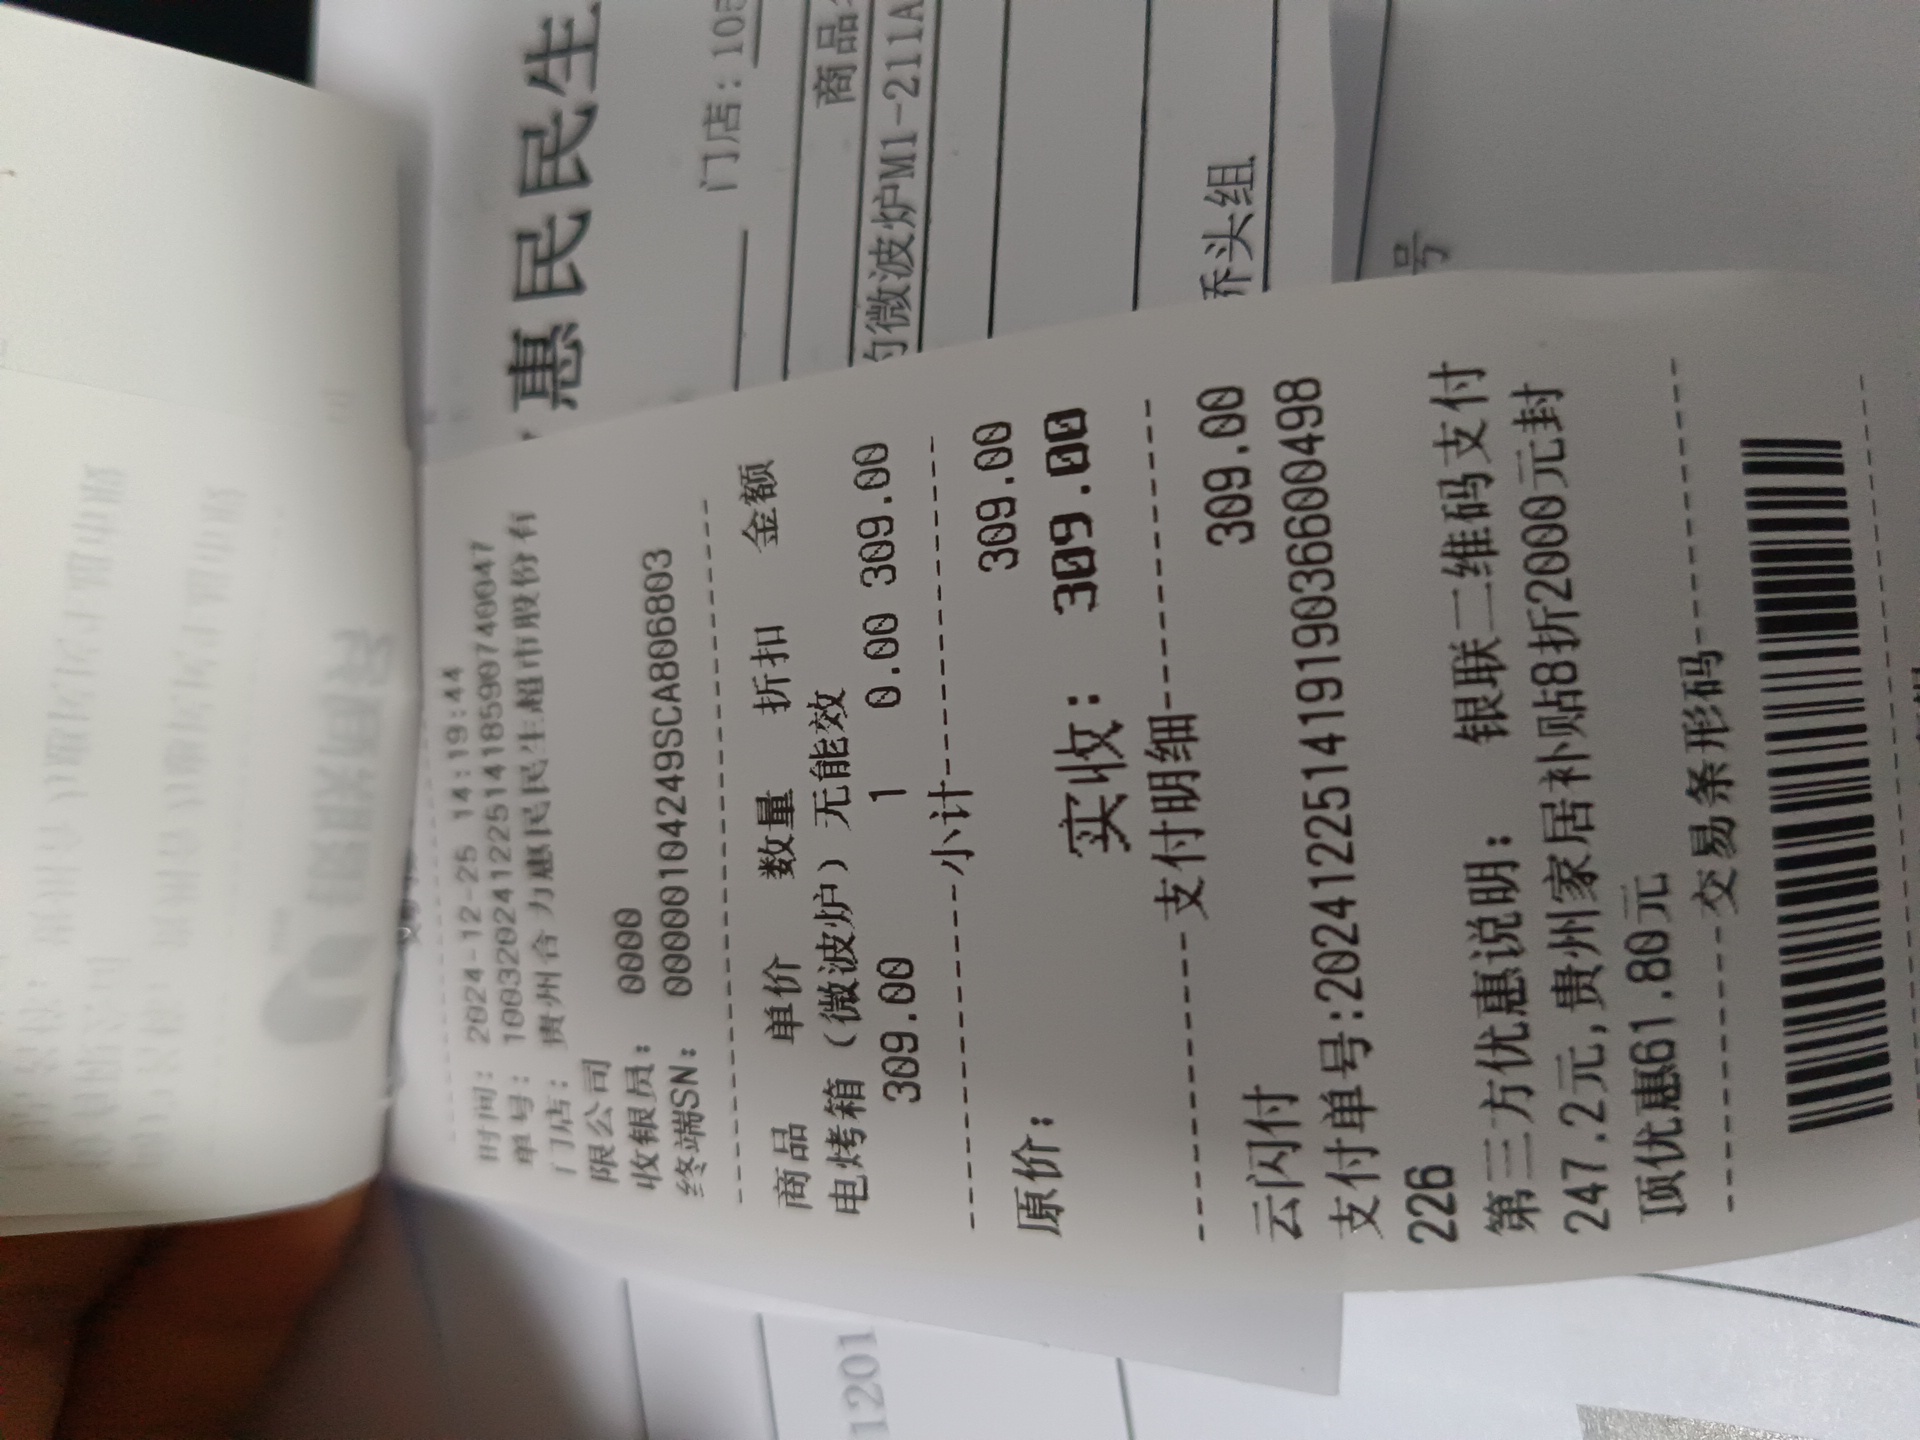 惠民民生
门店：105
商品
微波炉M1-211A
乔头组
号
1201
时间： 2024-12-25 14:19:44
单号： 10032024122514185907400047
门店： 贵州合力惠民民生超市股份有
限公司
收银员： 0000
终端SN： 00000104249SCA806803
商品 单价 数量 折扣 金额
电烤箱（微波炉）无能效
309.00 1 0.00 309.00
小计
原价： 309.00
实收： 309.00
支付明细
云闪付 309.00
支付单号:20241225141919036600498
226
第三方优惠说明： 银联二维码支付
247.2元,贵州家居补贴8折2000元封
顶优惠61.80元
交易条形码